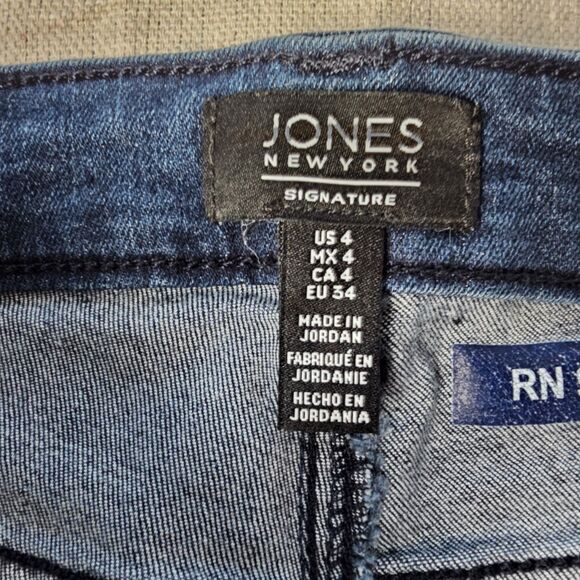 JONES
NEW YORK
SIGNATURE
US 4
MX 4
CA 4
EU 34
MADE IN
JORDAN
FABRIQUÉ EN
JORDANIE
HECHO EN
JORDANIA
RN